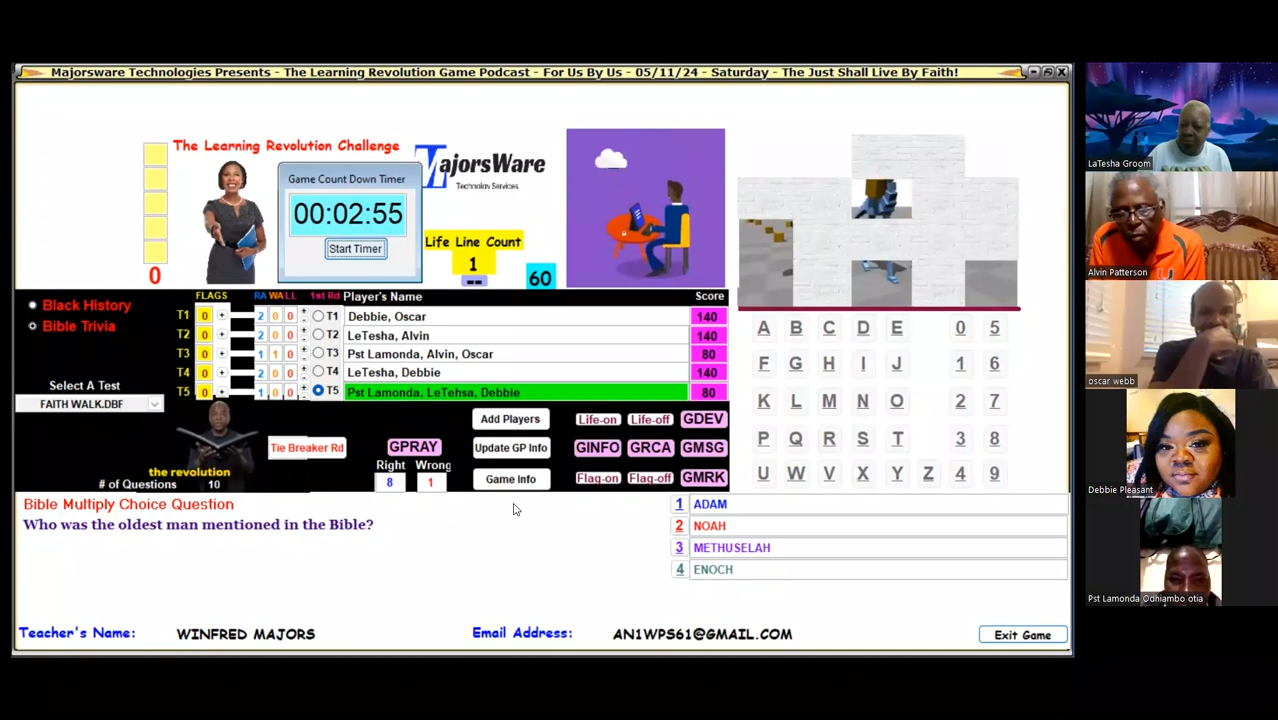 Majorsware Technologies Presents - The Learning Revolution Game Podcast - For Us By Us - 05/11/24 - Saturday - The Just Shall Live By Faith!
The Learning Revolution Challenge
0
Game Count Down Timer
00:02:55
Start Timer
MajorsWare
Technology Services
Life Line Count
1
--
60
Black History
Bible Trivia
Select A Test
FAITH WALK.DBF
the revolution
# of Questions 10
FLAGS RA WA LL 1st Rd Player's Name Score
T1 0 + 2 0 0 T1 Debbie, Oscar 140
T2 0 + 2 0 0 T2 LeTesha, Alvin 140
T3 0 + 1 1 0 T3 Pst Lamonda, Alvin, Oscar 80
T4 0 + 2 0 0 T4 LeTesha, Debbie 140
T5 0 + 1 0 0 T5 Pst Lamonda, LeTehsa, Debbie 80
Tie Breaker Rd
GPRAY
Right Wrong
8 1
Add Players
Update GP Info
Game Info
Life-on Life-off GDEV
GINFO GRCA GMSG
Flag-on Flag-off GMRK
A B C D E 0 5
F G H I J 1 6
K L M N O 2 7
P Q R S T 3 8
U W V X Y Z 4 9
Bible Multiply Choice Question
Who was the oldest man mentioned in the Bible?
1 ADAM
2 NOAH
3 METHUSELAH
4 ENOCH
Teacher's Name: WINFRED MAJORS
Email Address: AN1WPS61@GMAIL.COM
Exit Game
LaTesha Groom
Alvin Patterson
oscar webb
Debbie Pleasant
Pst Lamonda Odhiambo otia